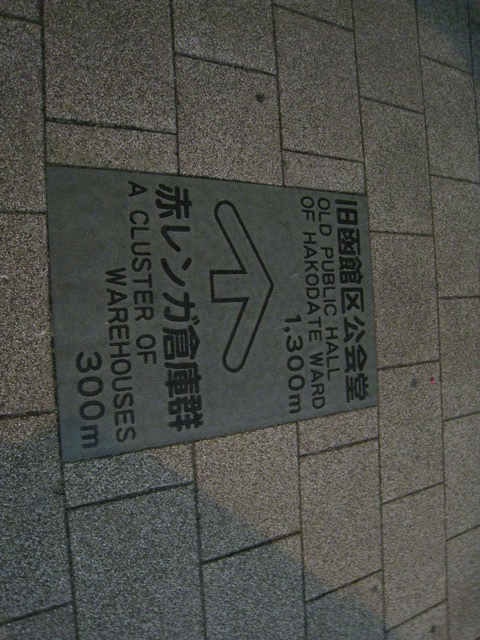 旧函館区公会堂
OLD PUBLIC HALL
OF HAKODATE WARD
1,300m
赤レンガ倉庫群
A CLUSTER OF
WAREHOUSES
300m